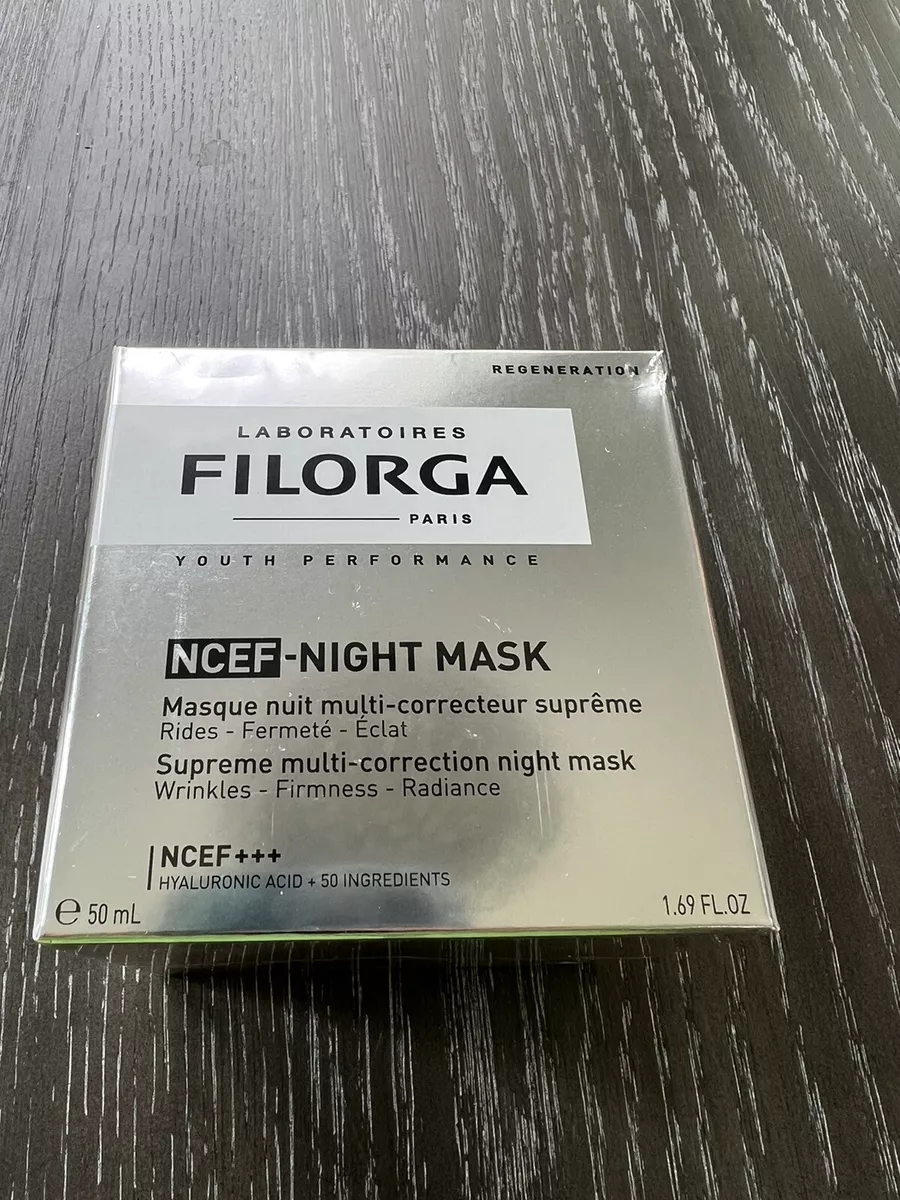 REGENERATION
LABORATOIRES
FILORGA
PARIS
YOUTH PERFORMANCE
NCEF-NIGHT MASK
Masque nuit multi-correcteur suprême
Rides - Fermeté - Éclat
Supreme multi-correction night mask
Wrinkles - Firmness - Radiance
NCEF+++
HYALURONIC ACID + 50 INGREDIENTS
℮ 50 mL
1.69 FL.OZ